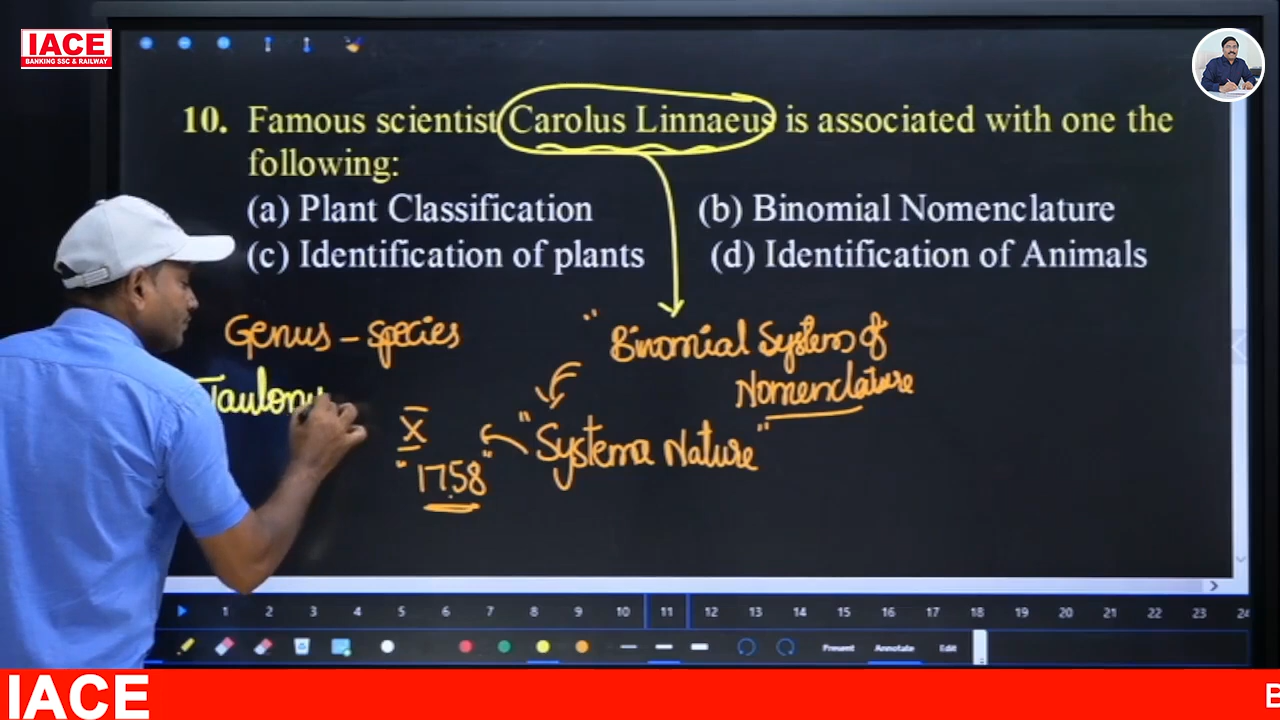 IACE
BANKING SSC & RAILWAY
10. Famous scientist Carolus Linnaeus is associated with one the
following:
(a) Plant Classification (b) Binomial Nomenclature
(c) Identification of plants (d) Identification of Animals
Genus - Species
" Binomial System of
Nomenclature
Taulony
X
"Systema Nature"
"1758"
1 2 3 4 5 6 7 8 9 10 11 12 13 14 15 16 17 18 19 20 21 22 23 24
Present Annotate Edit
IACE
B